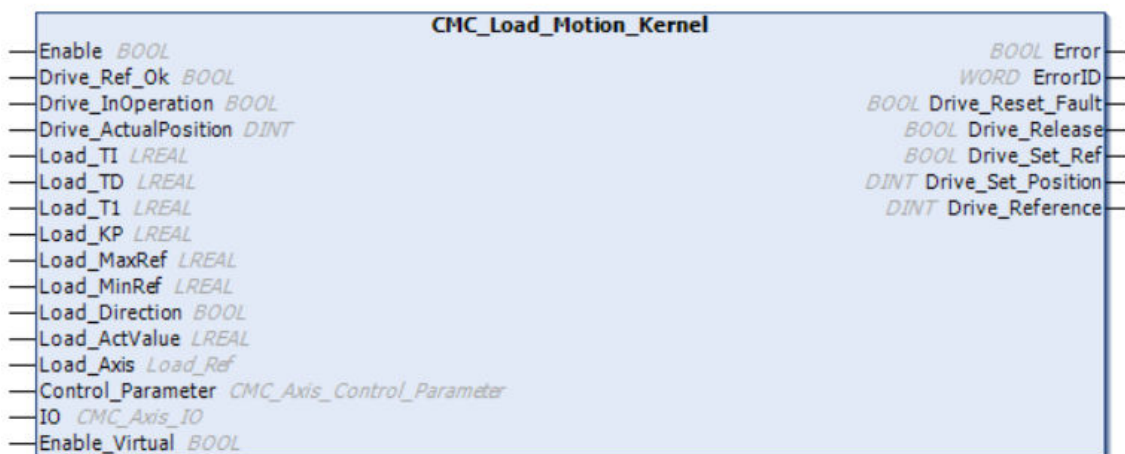 CMC_Load_Motion_Kernel
Enable BOOL BOOL Error
Drive_Ref_Ok BOOL WORD ErrorID
Drive_InOperation BOOL BOOL Drive_Reset_Fault
Drive_ActualPosition DINT BOOL Drive_Release
Load_TI LREAL BOOL Drive_Set_Ref
Load_TD LREAL DINT Drive_Set_Position
Load_T1 LREAL DINT Drive_Reference
Load_KP LREAL
Load_MaxRef LREAL
Load_MinRef LREAL
Load_Direction BOOL
Load_ActValue LREAL
Load_Axis Load_Ref
Control_Parameter CMC_Axis_Control_Parameter
IO CMC_Axis_IO
Enable_Virtual BOOL